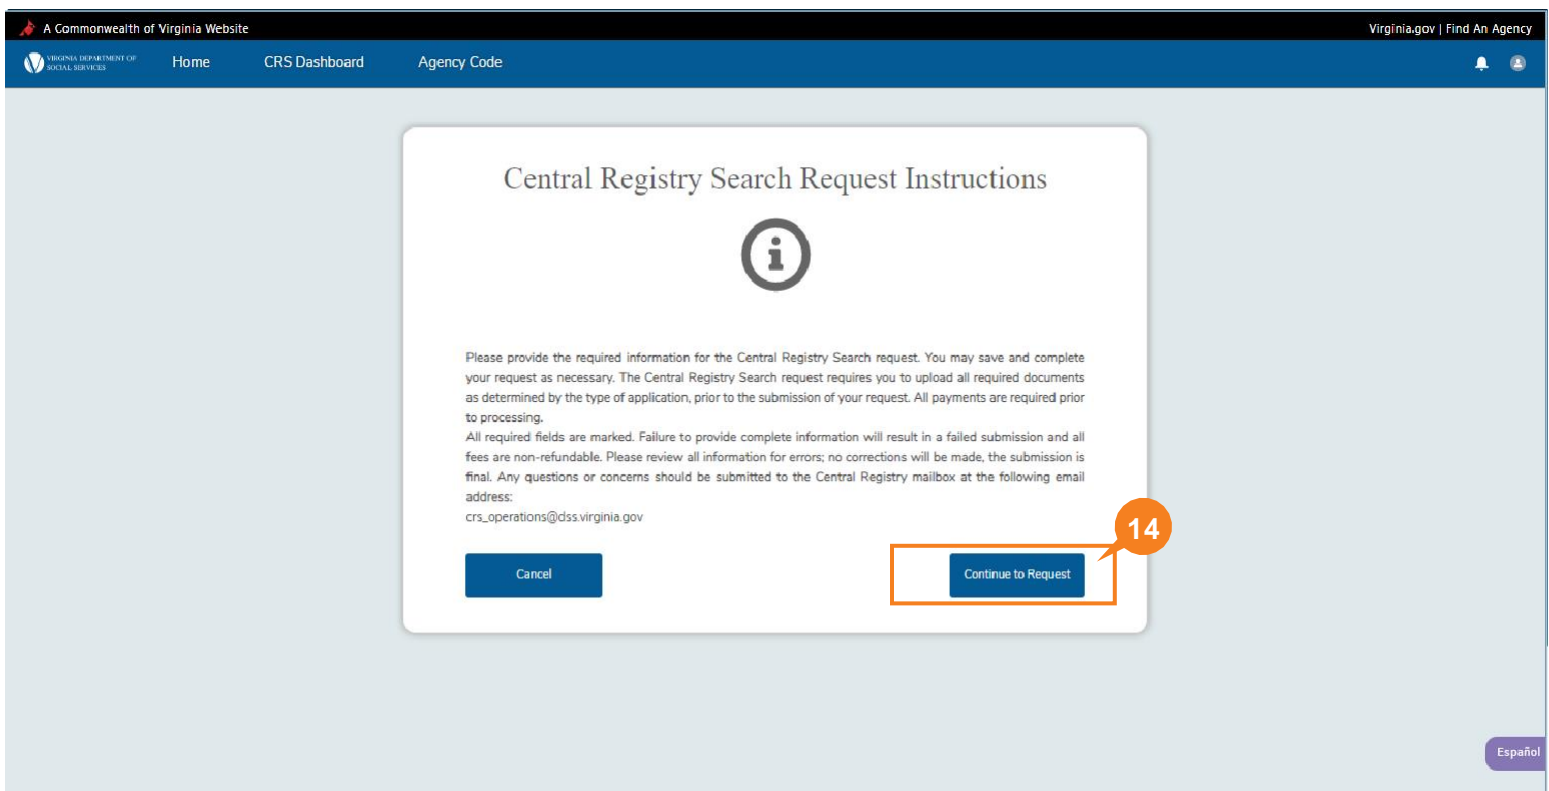 A Commonwealth of Virginia Website
Virginia.gov | Find An Agency
VIRGINIA DEPARTMENT OF
SOCIAL SERVICES
Home
CRS Dashboard
Agency Code
Central Registry Search Request Instructions
Please provide the required information for the Central Registry Search request. You may save and complete
your request as necessary. The Central Registry Search request requires you to upload all required documents
as determined by the type of application, prior to the submission of your request. All payments are required prior
to processing.
All required fields are marked. Failure to provide complete information will result in a failed submission and all
fees are non-refundable. Please review all information for errors; no corrections will be made, the submission is
final. Any questions or concerns should be submitted to the Central Registry mailbox at the following email
address:
crs_operations@dss.virginia.gov
14
Cancel
Continue to Request
Español